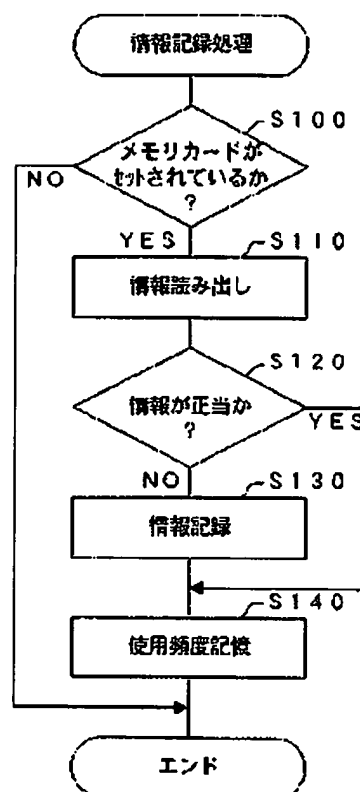 情報記録処理
S100
メモリカードが
セットされているか
?
NO
YES
S110
情報読み出し
S120
情報が正当か
?
YES
NO
S130
情報記録
S140
使用頻度記憶
エンド